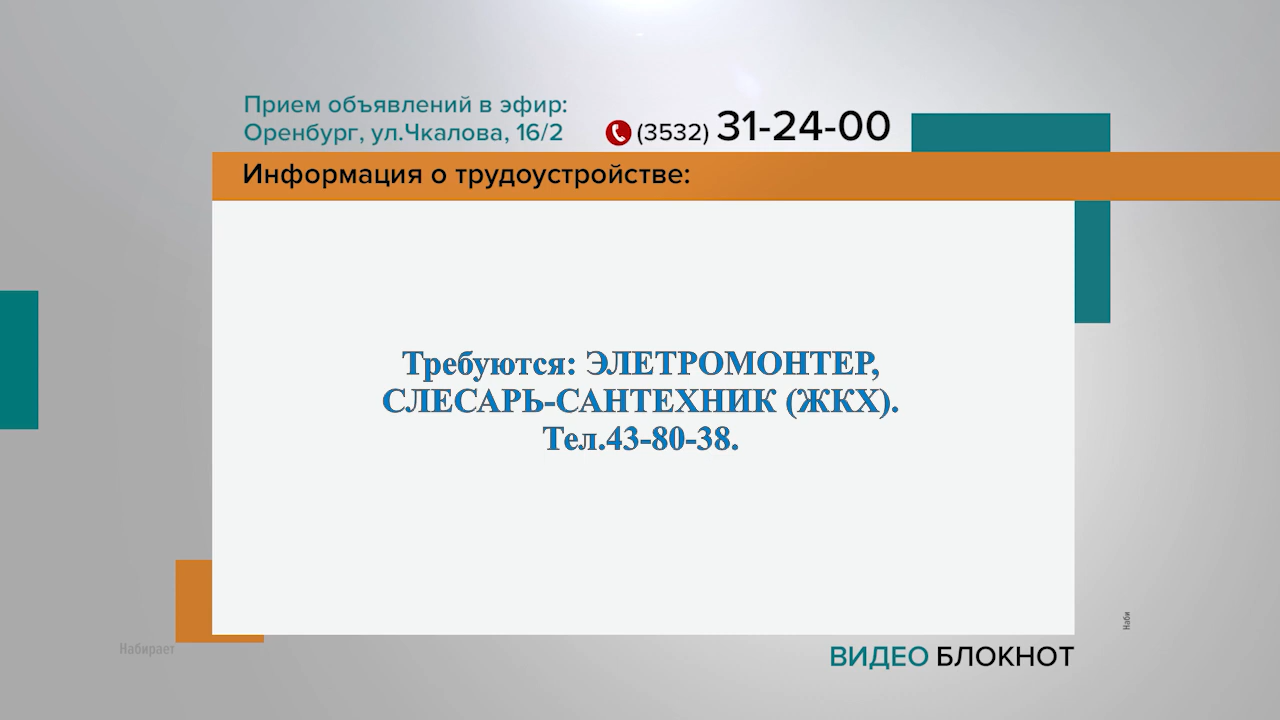 Прием объявлений в эфир:
Оренбург, ул.Чкалова, 16/2
(3532) 31-24-00
Информация о трудоустройстве:
Требуются: ЭЛЕТРОМОНТЕР,
СЛЕСАРЬ-САНТЕХНИК (ЖКХ).
Тел.43-80-38.
Набирает
Наби
ВИДЕО БЛОКНОТ